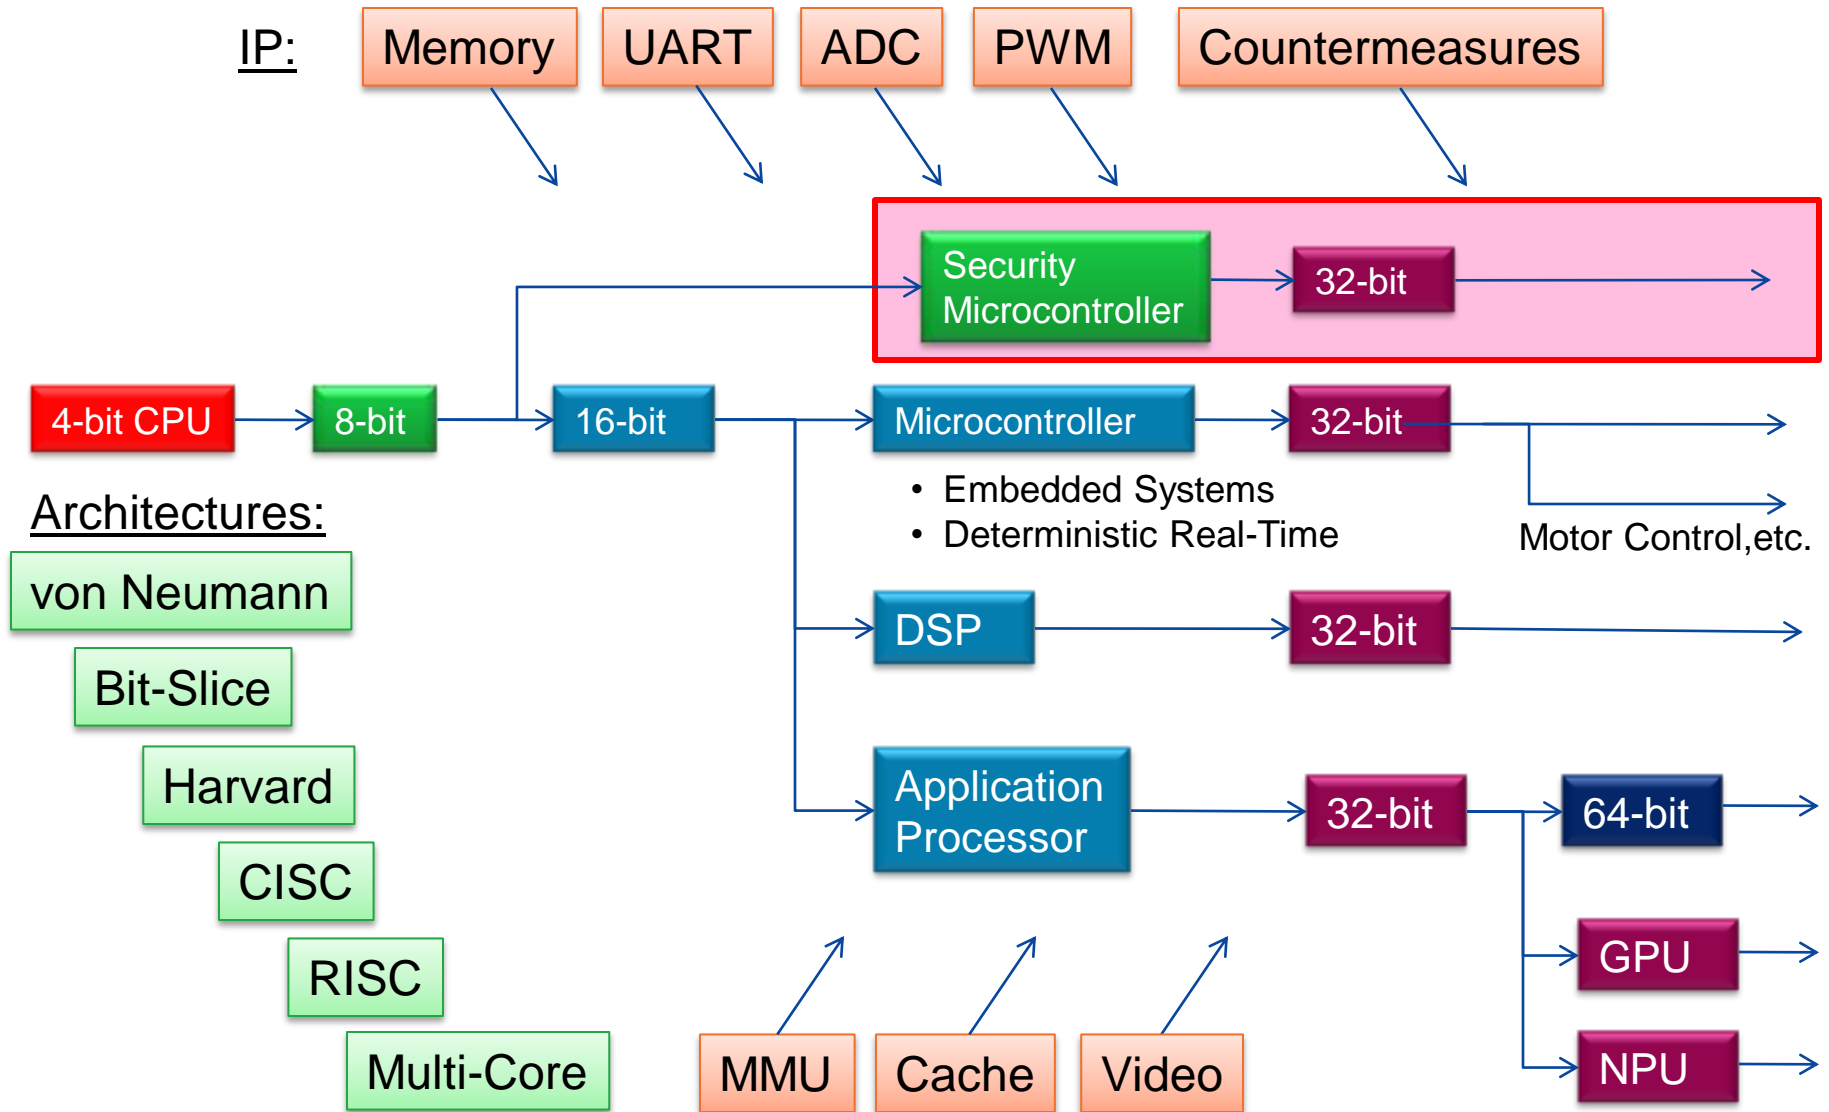 IP:
Memory
UART
ADC
PWM
Countermeasures
Security
Microcontroller
32-bit
4-bit CPU
8-bit
16-bit
Microcontroller
32-bit
• Embedded Systems
• Deterministic Real-Time
Motor Control,etc.
Architectures:
von Neumann
Bit-Slice
Harvard
CISC
RISC
Multi-Core
DSP
32-bit
Application
Processor
32-bit
64-bit
GPU
NPU
MMU
Cache
Video